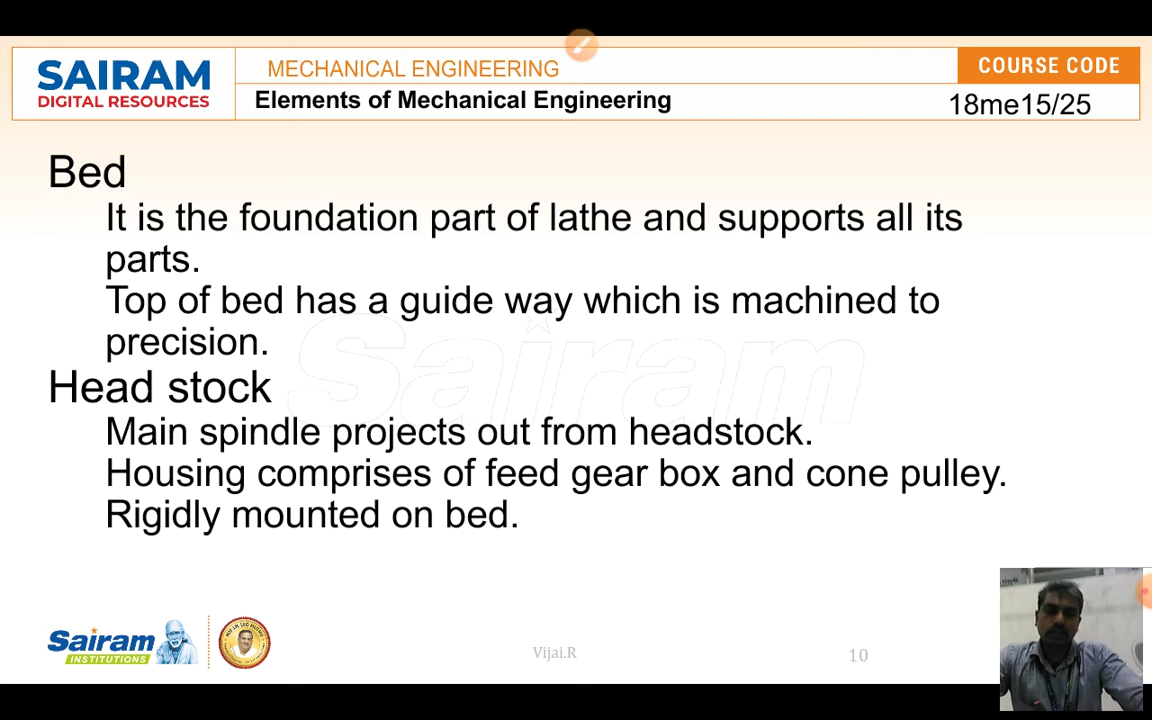 SAIRAM
DIGITAL RESOURCES
MECHANICAL ENGINEERING
Elements of Mechanical Engineering
COURSE CODE
18me15/25
Bed
It is the foundation part of lathe and supports all its
parts.
Top of bed has a guide way which is machined to
precision.
Head stock
Main spindle projects out from headstock.
Housing comprises of feed gear box and cone pulley.
Rigidly mounted on bed.
Sairam
Sairam
INSTITUTIONS
Vijai.R
10